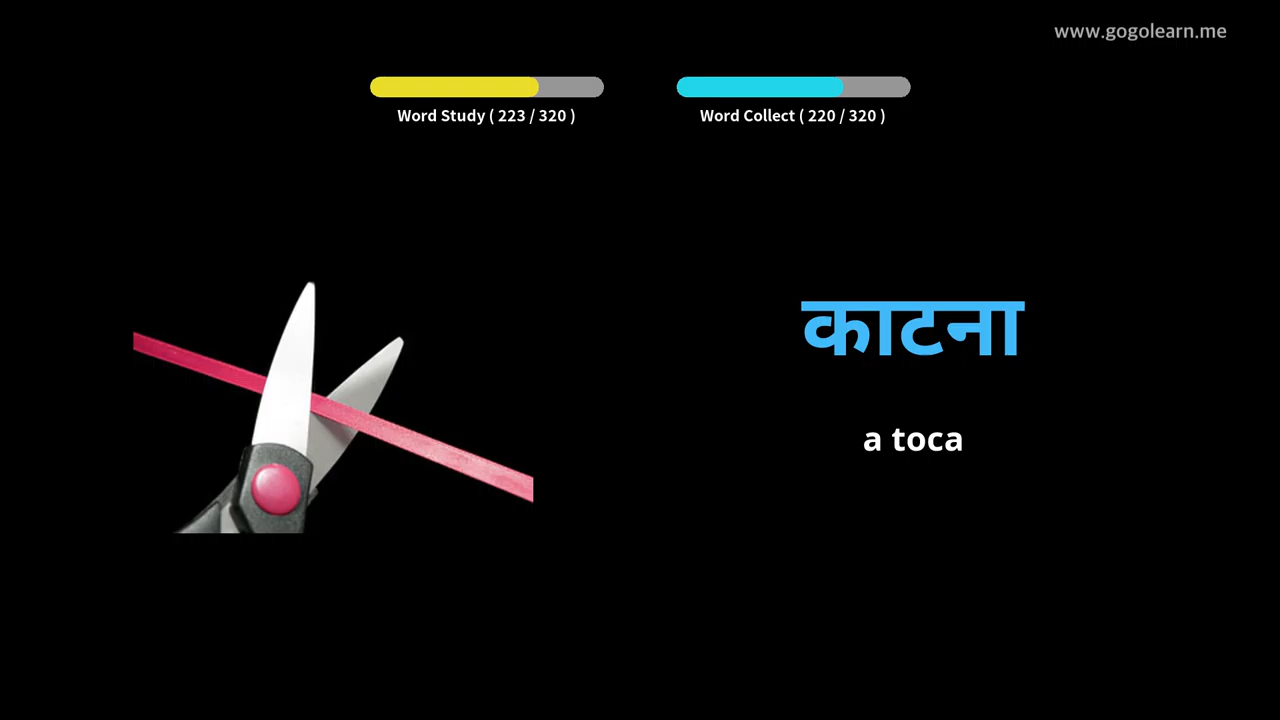 www.gogolearn.me
Word Study ( 223 / 320 )
Word Collect ( 220 / 320 )
काटना
a toca